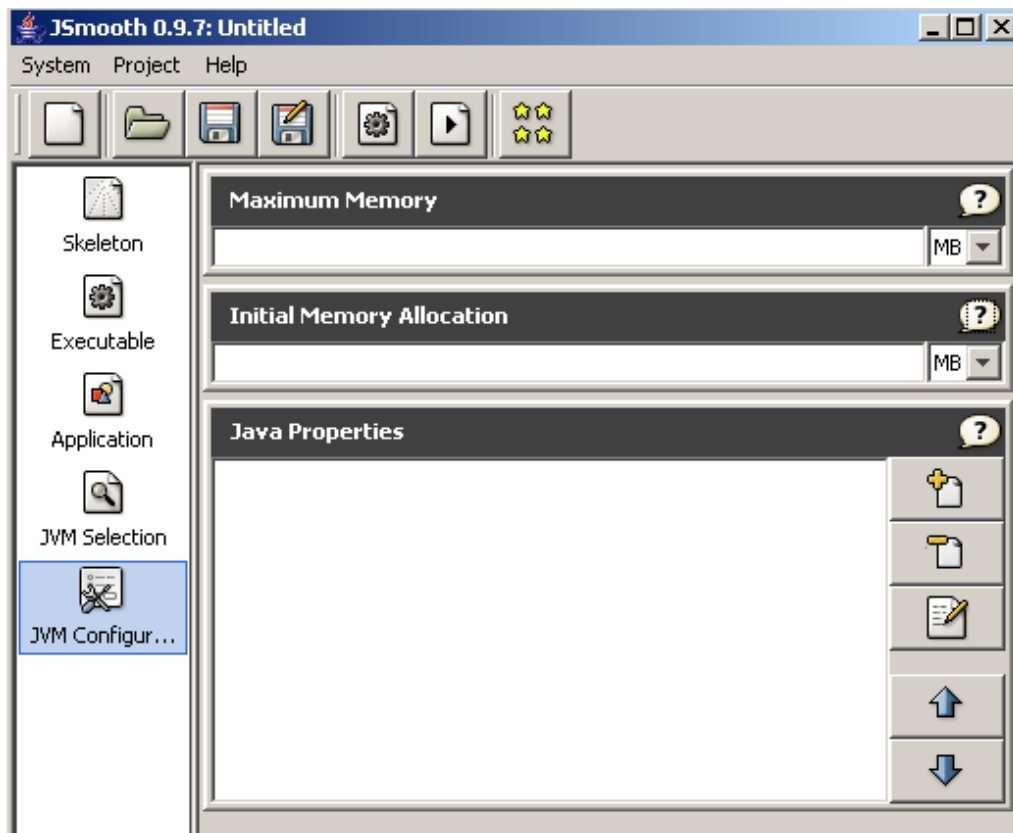 JSmooth 0.9.7: Untitled
System Project Help
Skeleton
Executable
Application
JVM Selection
JVM Configur...
Maximum Memory ?
MB
Initial Memory Allocation ?
MB
Java Properties ?